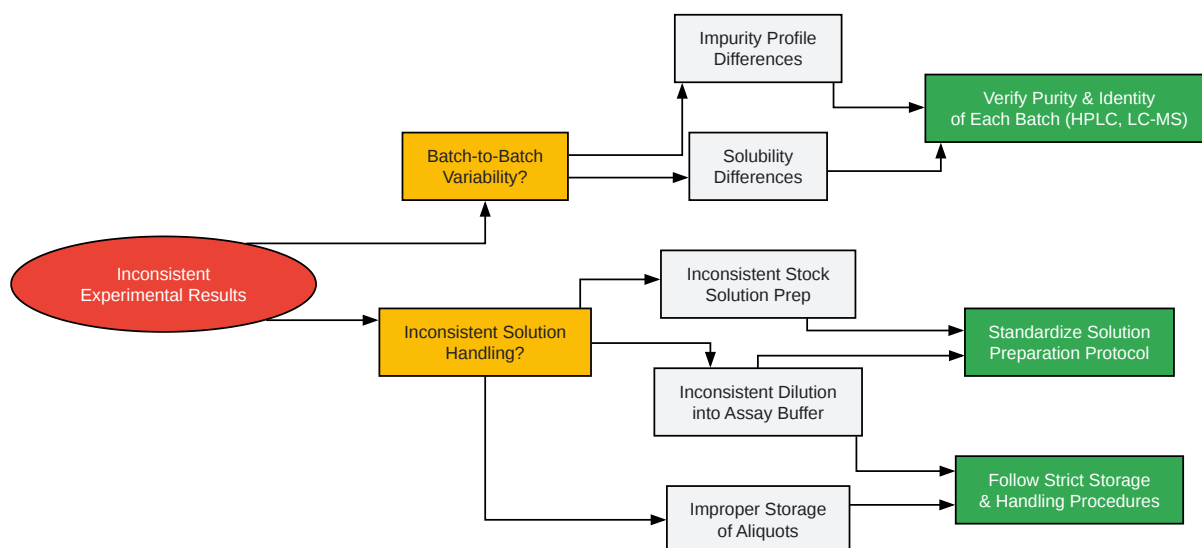 Inconsistent
Experimental Results
Batch-to-Batch
Variability?
Inconsistent Solution
Handling?
Impurity Profile
Differences
Solubility
Differences
Inconsistent Stock
Solution Prep
Inconsistent Dilution
into Assay Buffer
Improper Storage
of Aliquots
Verify Purity & Identity
of Each Batch (HPLC, LC-MS)
Standardize Solution
Preparation Protocol
Follow Strict Storage
& Handling Procedures